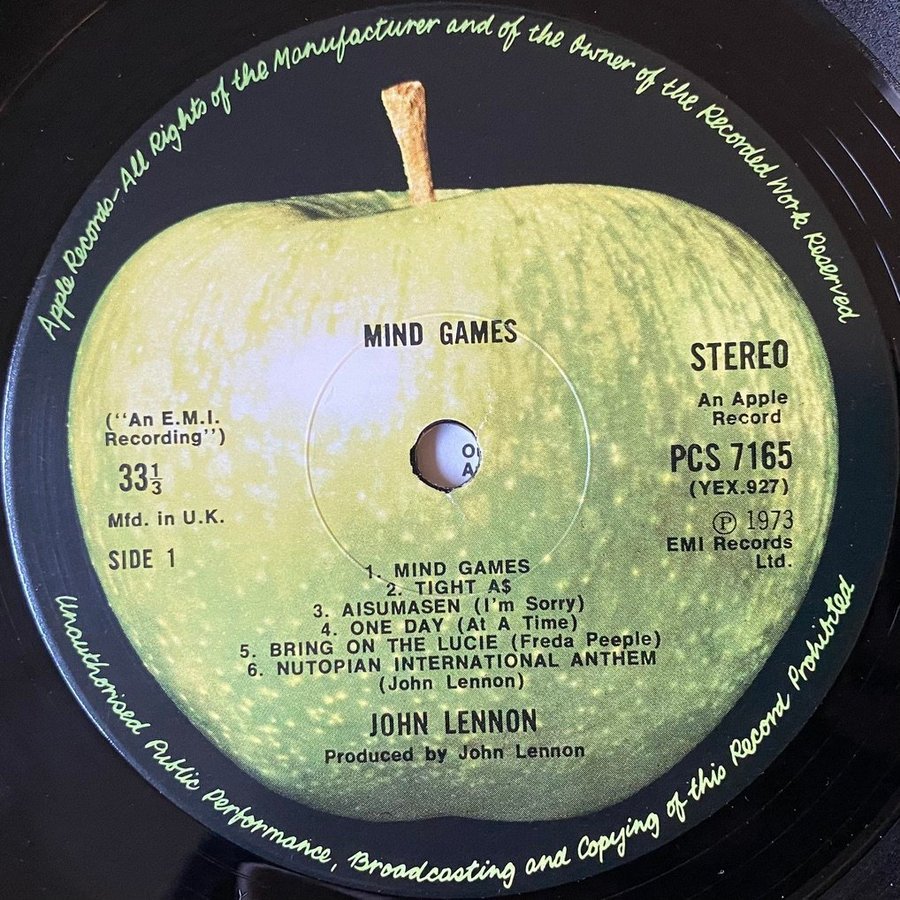 Apple Records-All Rights of the Manufacturer and of the Owner of the Recorded Work Reserved
MIND GAMES
STEREO
An Apple
Record
("An E.M.I.
Recording")
33⅓
PCS 7165
(YEX.927)
Mfd. in U.K.
℗ 1973
EMI Records
Ltd.
SIDE 1
1. MIND GAMES
2. TIGHT A$
3. AISUMASEN (I'm Sorry)
4. ONE DAY (At A Time)
5. BRING ON THE LUCIE (Freda Peeple)
6. NUTOPIAN INTERNATIONAL ANTHEM
(John Lennon)
JOHN LENNON
Produced by John Lennon
Unauthorised Public Performance, Broadcasting and Copying of this Record Prohibited